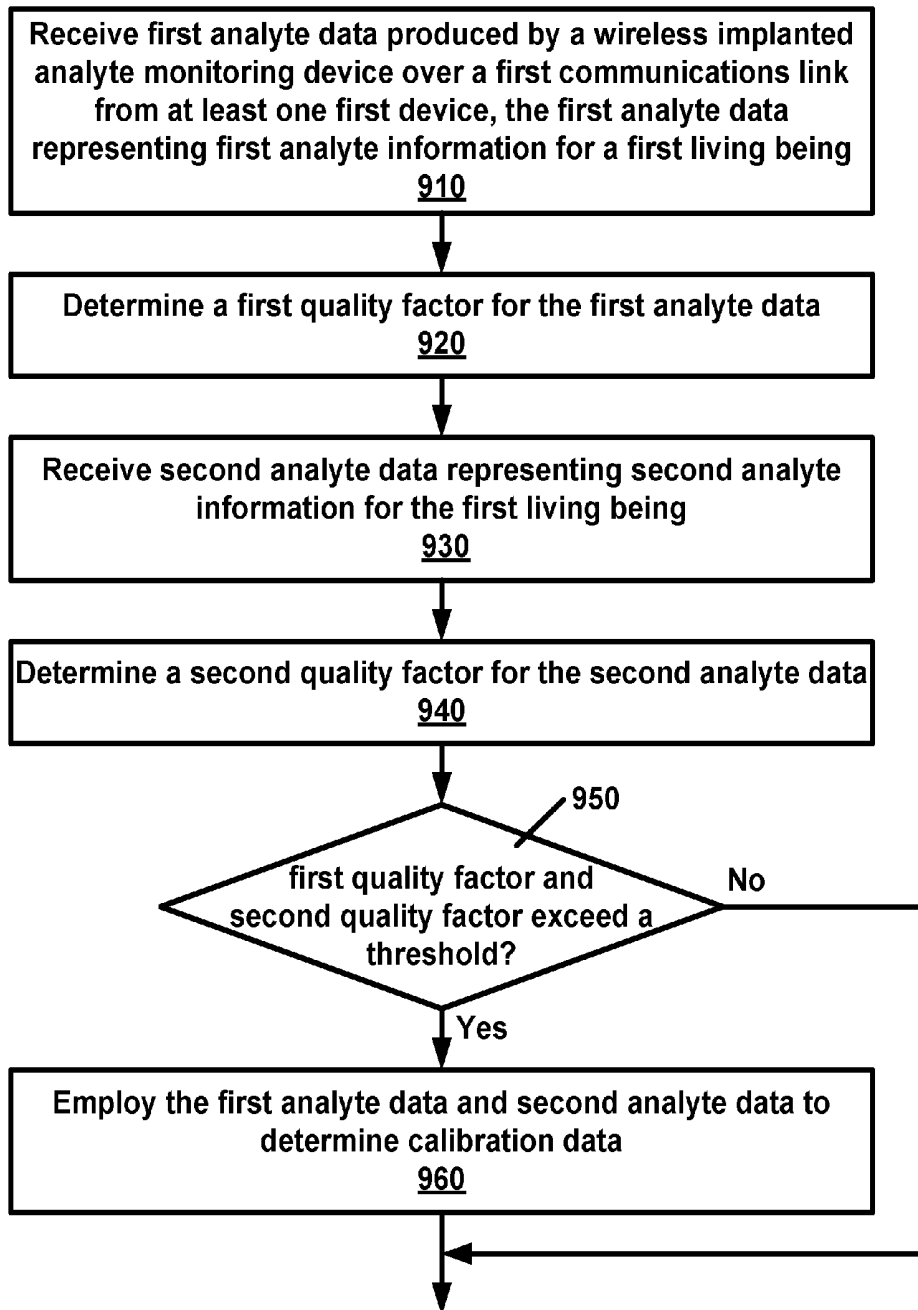 Receive first analyte data produced by a wireless implanted
analyte monitoring device over a first communications link
from at least one first device, the first analyte data
representing first analyte information for a first living being
910
Determine a first quality factor for the first analyte data
920
Receive second analyte data representing second analyte
information for the first living being
930
Determine a second quality factor for the second analyte data
940
950
first quality factor and
second quality factor exceed a
threshold?
No
Yes
Employ the first analyte data and second analyte data to
determine calibration data
960